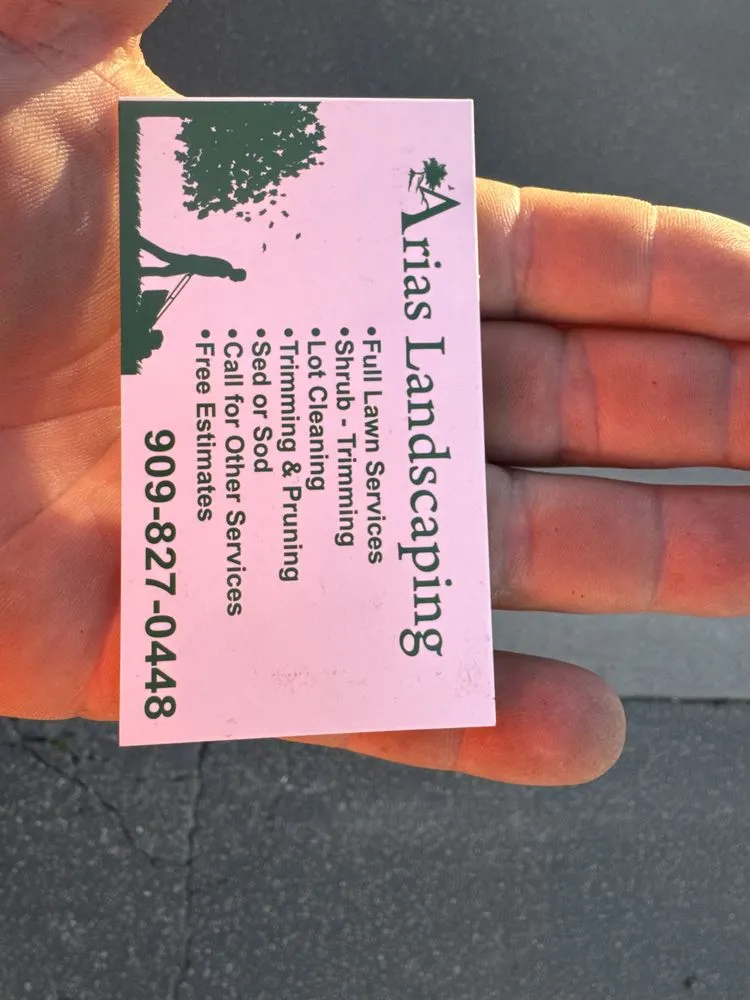 Arias Landscaping
•Full Lawn Services
•Shrub - Trimming
•Lot Cleaning
•Trimming & Pruning
•Sed or Sod
•Call for Other Services
•Free Estimates
909-827-0448